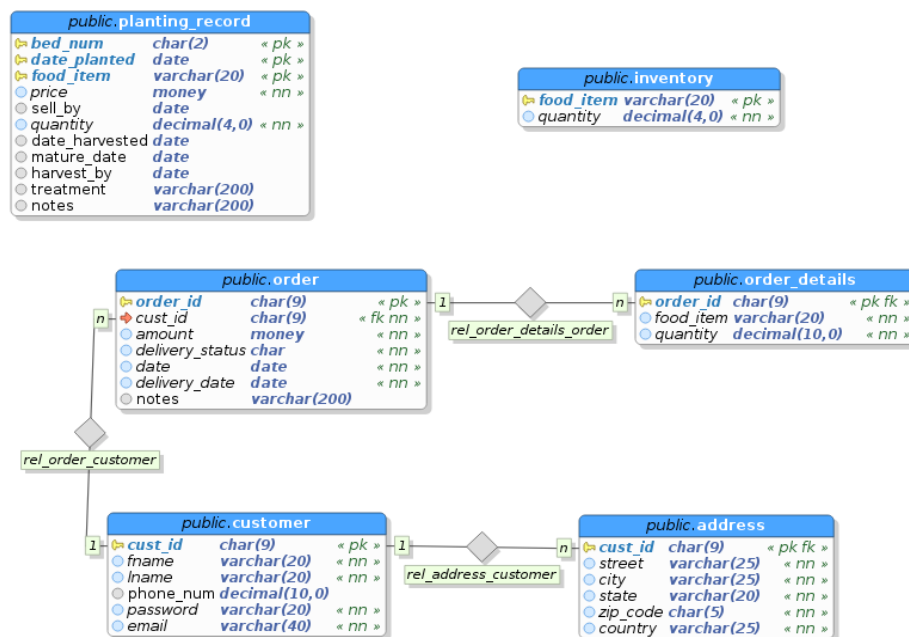 public.planting_record
bed_num char(2) « pk »
date_planted date « pk »
food_item varchar(20) « pk »
price money « nn »
sell_by date
quantity decimal(4,0) « nn »
date_harvested date
mature_date date
harvest_by date
treatment varchar(200)
notes varchar(200)
public.inventory
food_item varchar(20) « pk »
quantity decimal(4,0) « nn »
public.order
order_id char(9) « pk »
cust_id char(9) « fk nn »
amount money « nn »
delivery_status char « nn »
date date « nn »
delivery_date date « nn »
notes varchar(200)
1
n
rel_order_details_order
public.order_details
order_id char(9) « pk fk »
food_item varchar(20) « nn »
quantity decimal(10,0) « nn »
n
rel_order_customer
1
public.customer
cust_id char(9) « pk »
fname varchar(20) « nn »
lname varchar(20) « nn »
phone_num decimal(10,0)
password varchar(20) « nn »
email varchar(40) « nn »
1
n
rel_address_customer
public.address
cust_id char(9) « pk fk »
street varchar(25) « nn »
city varchar(25) « nn »
state varchar(20) « nn »
zip_code char(5) « nn »
country varchar(25) « nn »